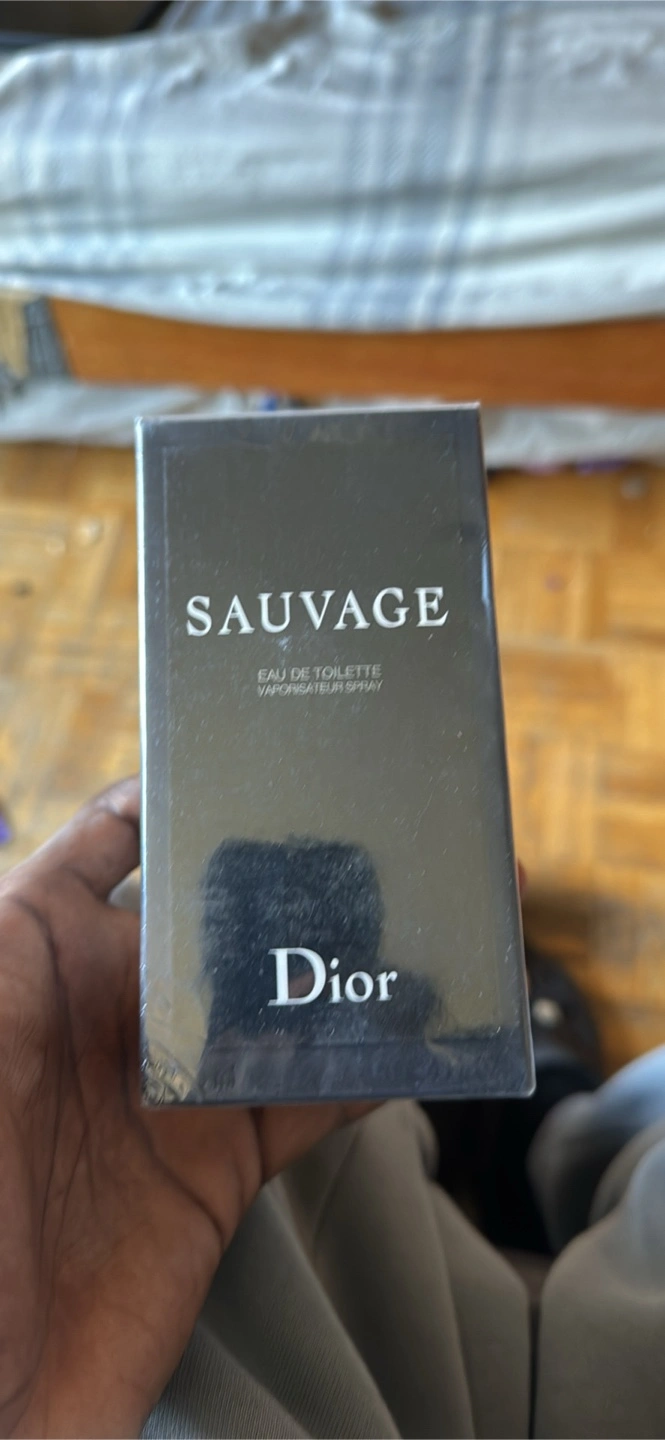 SAUVAGE
EAU DE TOILETTE
VAPORISATEUR SPRAY
Dior